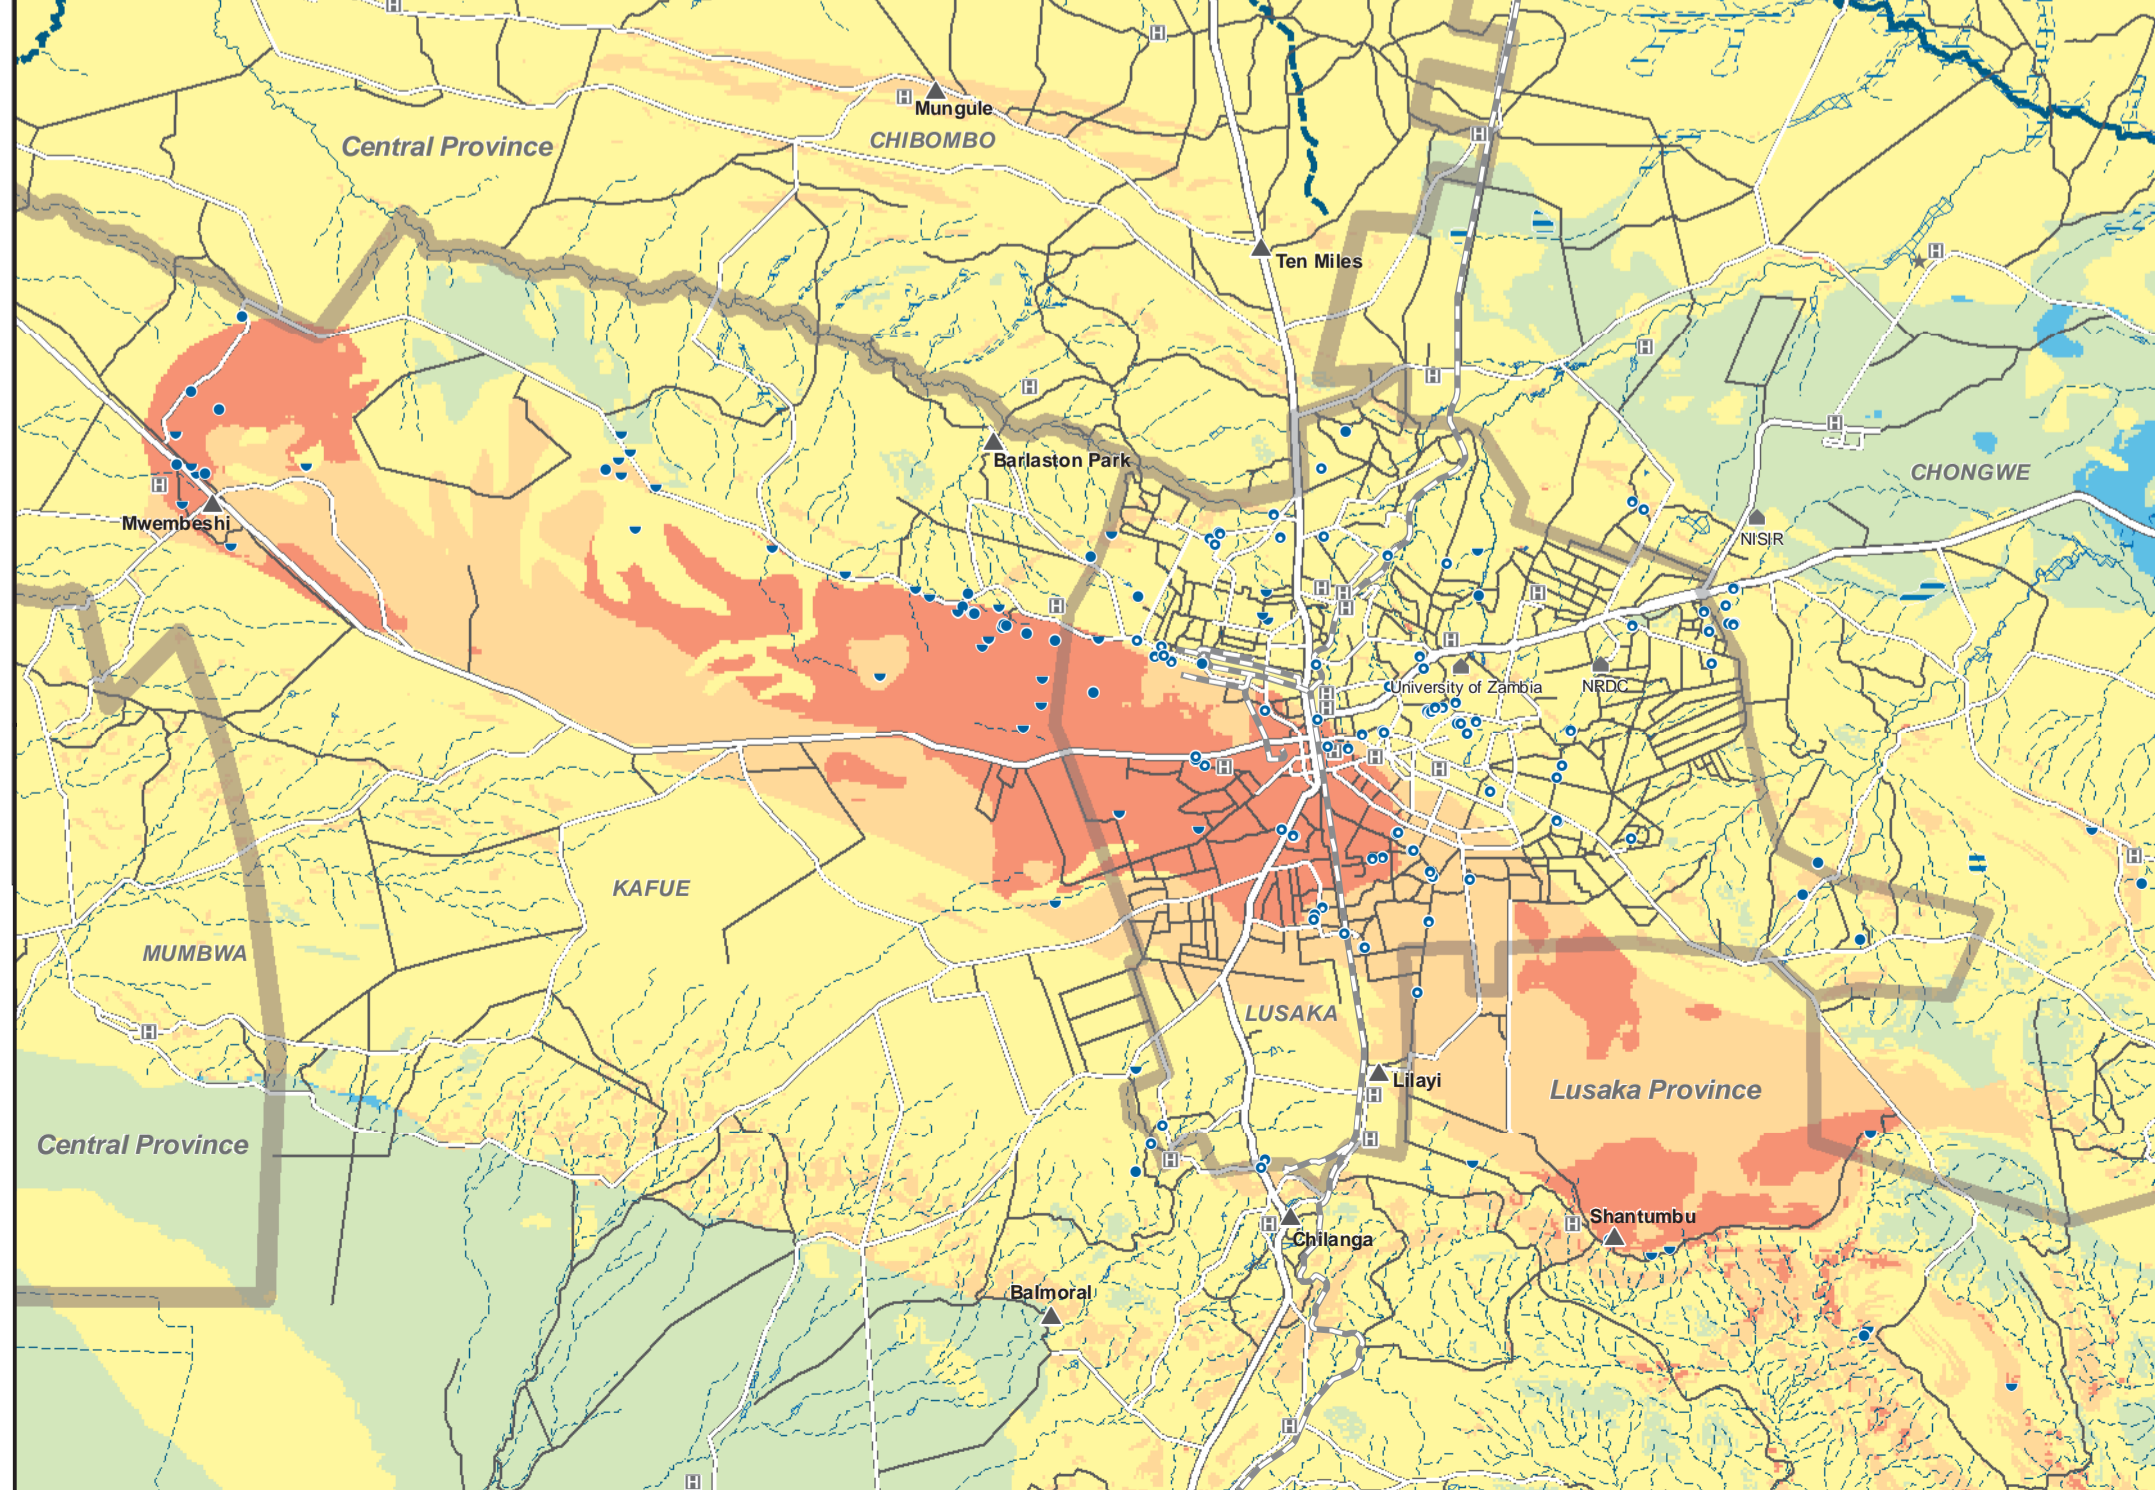 H
H
Mungule
H
Central Province
CHIBOMBO
H
Ten Miles
H
H
H
H
H
Barlaston Park
CHONGWE
H
Mwembeshi
NISIR
H
H
H
H
H
H
University of Zambia
NRDC
H
H
H
H
H
H
H
KAFUE
MUMBWA
LUSAKA
H
Lilayi
H
Lusaka Province
Central Province
H
H
Shantumbu
H
H
Chilanga
Balmoral
H
H